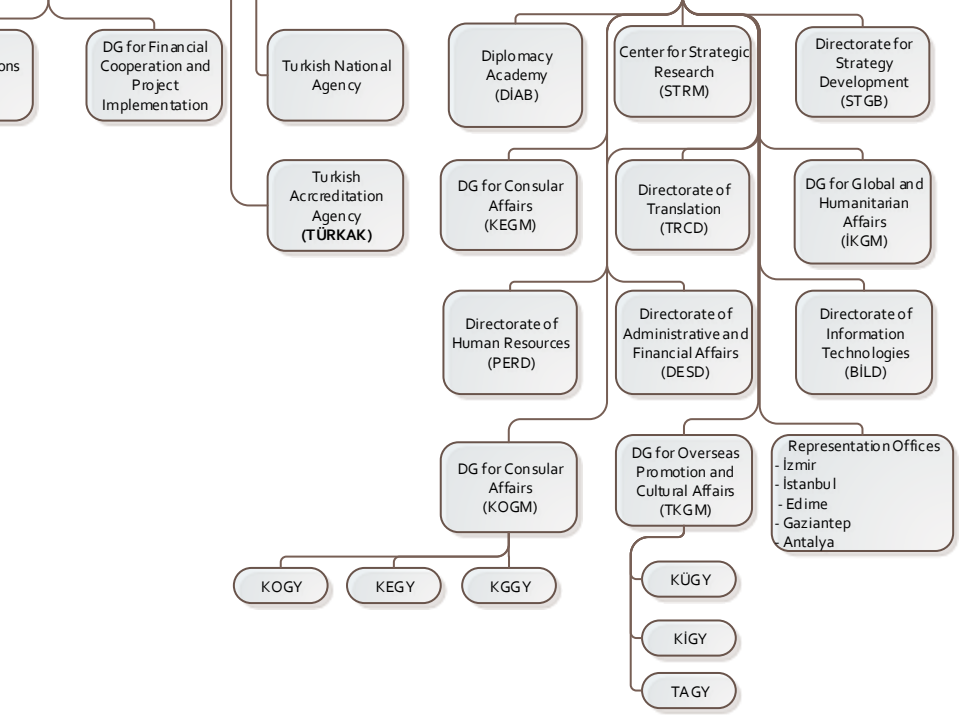 ons
DG for Financial
Cooperation and
Project
Implementation
Turkish National
Agency
Diplomacy
Academy
(DİAB)
Center for Strategic
Research
(STRM)
Directorate for
Strategy
Development
(STGB)
Turkish
Acrcreditation
Agency
(TÜRKAK)
DG for Consular
Affairs
(KEGM)
Directorate of
Translation
(TRCD)
DG for Global and
Humanitarian
Affairs
(İKGM)
Directorate of
Human Resources
(PERD)
Directorate of
Administrative and
Financial Affairs
(DESD)
Directorate of
Information
Technologies
(BİLD)
DG for Consular
Affairs
(KOGM)
DG for Overseas
Promotion and
Cultural Affairs
(TKGM)
Representation Offices
- İzmir
- İstanbul
- Edirne
- Gaziantep
- Antalya
KOGY
KEGY
KGGY
KÜGY
KİGY
TAGY